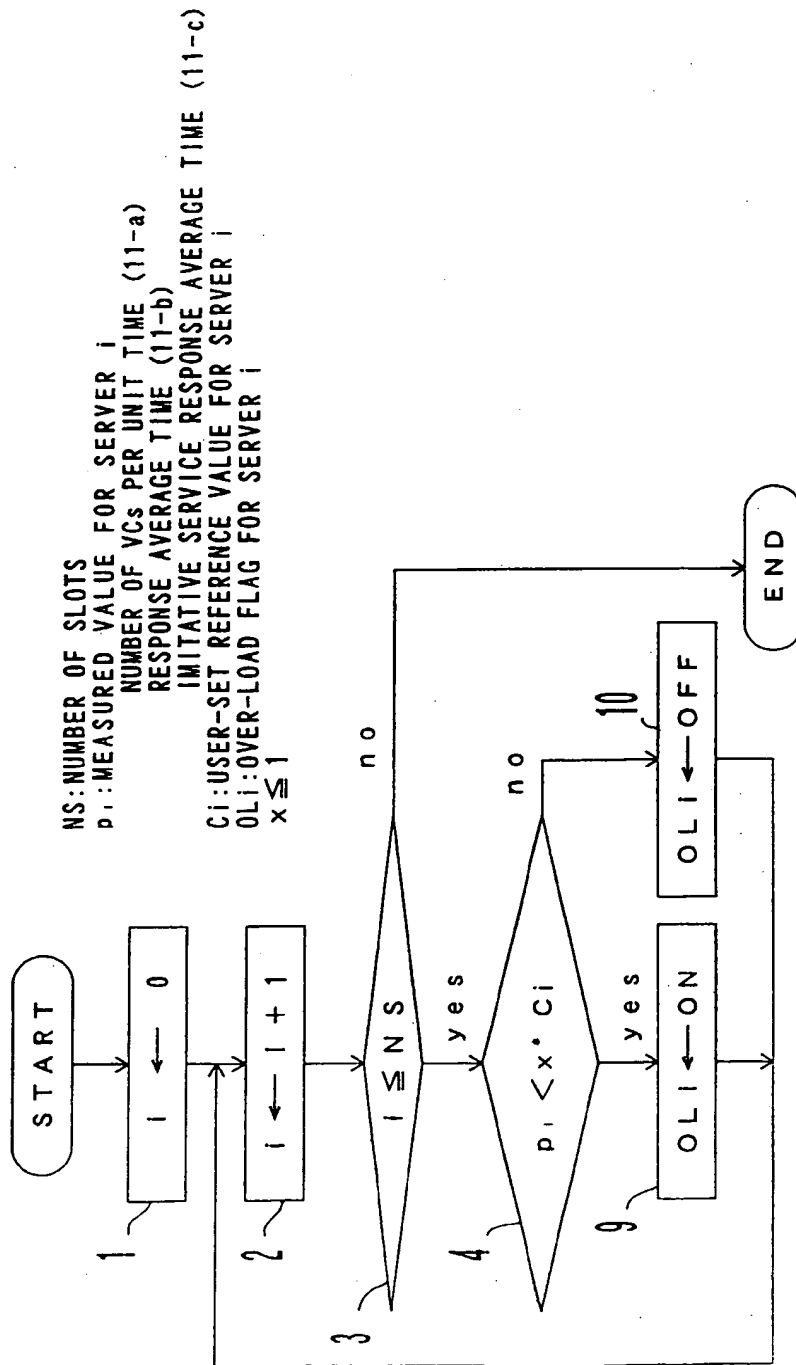 NS:NUMBER OF SLOTS
pi:MEASURED VALUE FOR SERVER i
NUMBER OF VCs PER UNIT TIME (11-a)
RESPONSE AVERAGE TIME (11-b)
IMITATIVE SERVICE RESPONSE AVERAGE TIME (11-c)
Ci:USER-SET REFERENCE VALUE FOR SERVER i
OLi:OVER-LOAD FLAG FOR SERVER i
x ≦ 1
START
1
i ← 0
2
i ← i + 1
3
i ≦ NS
no
yes
4
pi < x * Ci
no
yes
9
OLi ← ON
10
OLi ← OFF
END